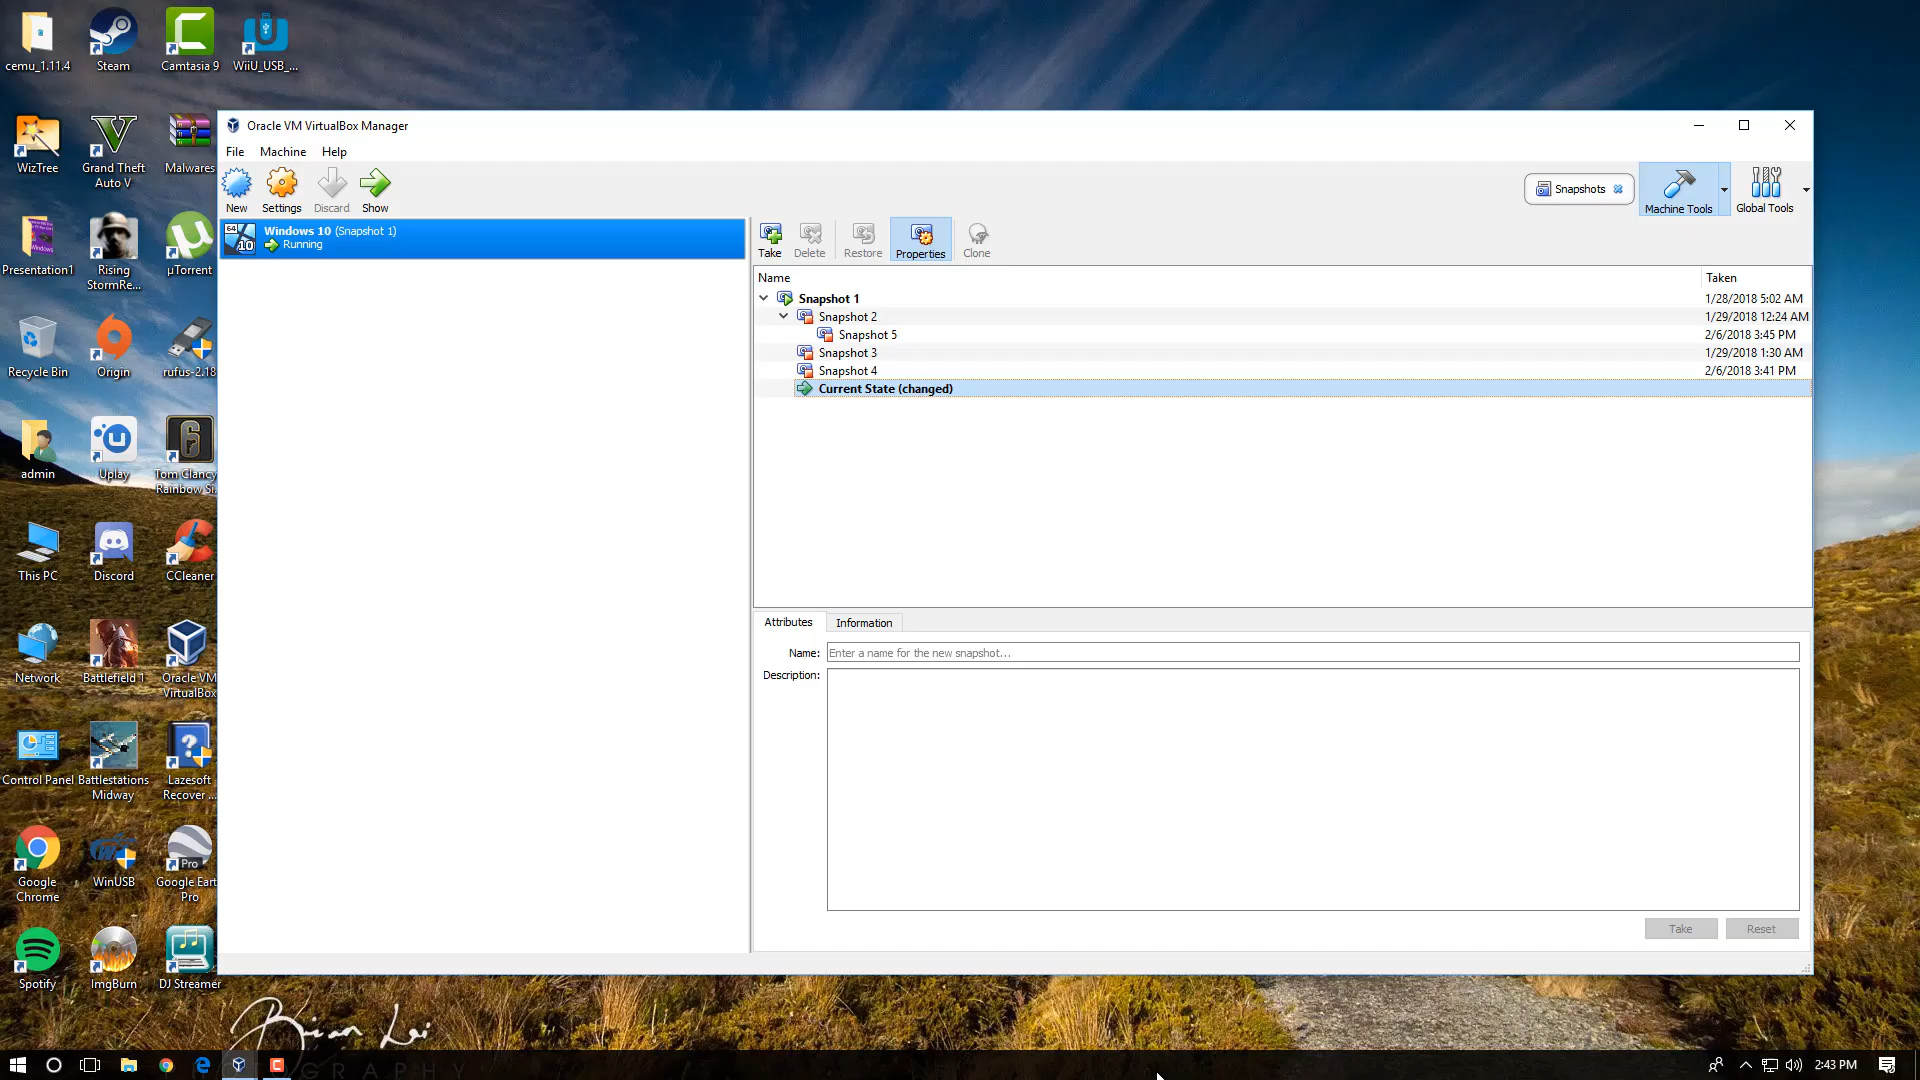 cemu_1.11.4
Steam
Camtasia 9
WiiU_USB_...
WizTree
Grand Theft
Auto V
Malwares
Presentation1
Rising
StormRe...
µTorrent
Recycle Bin
Origin
rufus-2.18
admin
Uplay
Tom Clancy
Rainbow Si
This PC
Discord
CCleaner
Network
Battlefield 1
Oracle VM
VirtualBox
Control Panel
Battlestations
Midway
Lazesoft
Recover ...
Google
Chrome
WinUSB
Pro
Google Eart
Pro
Spotify
ImgBurn
DJ Streamer
Oracle VM VirtualBox Manager
File Machine Help
New
Settings
Discard
Show
Snapshots
Machine Tools
Global Tools
64
10
Windows 10 (Snapshot 1)
Running
Take
Delete
Restore
Properties
Clone
Name Taken
Snapshot 1 1/28/2018 5:02 AM
Snapshot 2 1/29/2018 12:24 AM
Snapshot 5 2/6/2018 3:45 PM
Snapshot 3 1/29/2018 1:30 AM
Snapshot 4 2/6/2018 3:41 PM
Current State (changed)
Attributes Information
Name: Enter a name for the new snapshot...
Description:
Take Reset
Brian Lei
2:43 PM